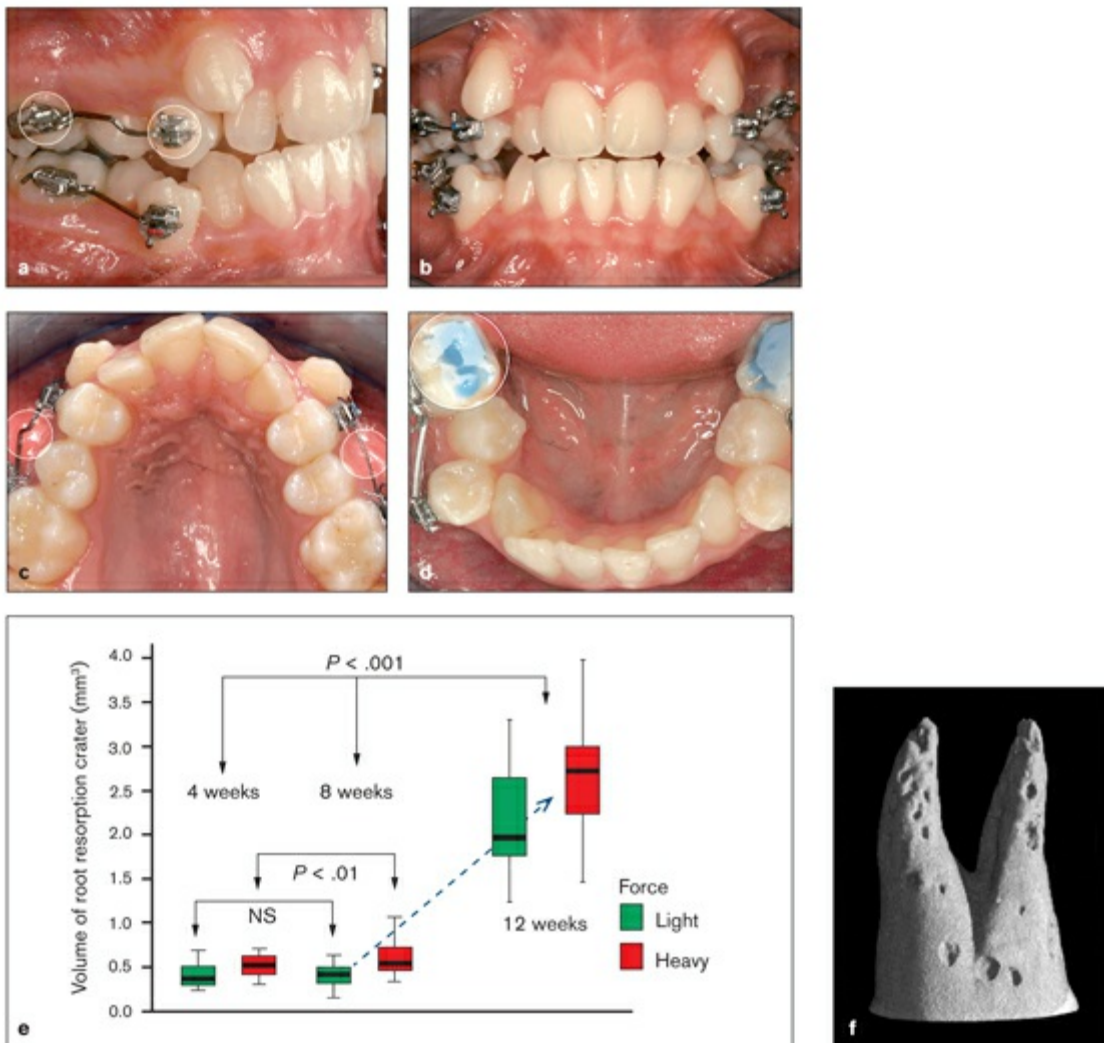 a
b
c
d
Volume of root resorption crater (mm³)
4.0
3.5
3.0
2.5
2.0
1.5
1.0
0.5
0.0
P < .001
4 weeks
8 weeks
P < .01
NS
12 weeks
Force
Light
Heavy
e
f